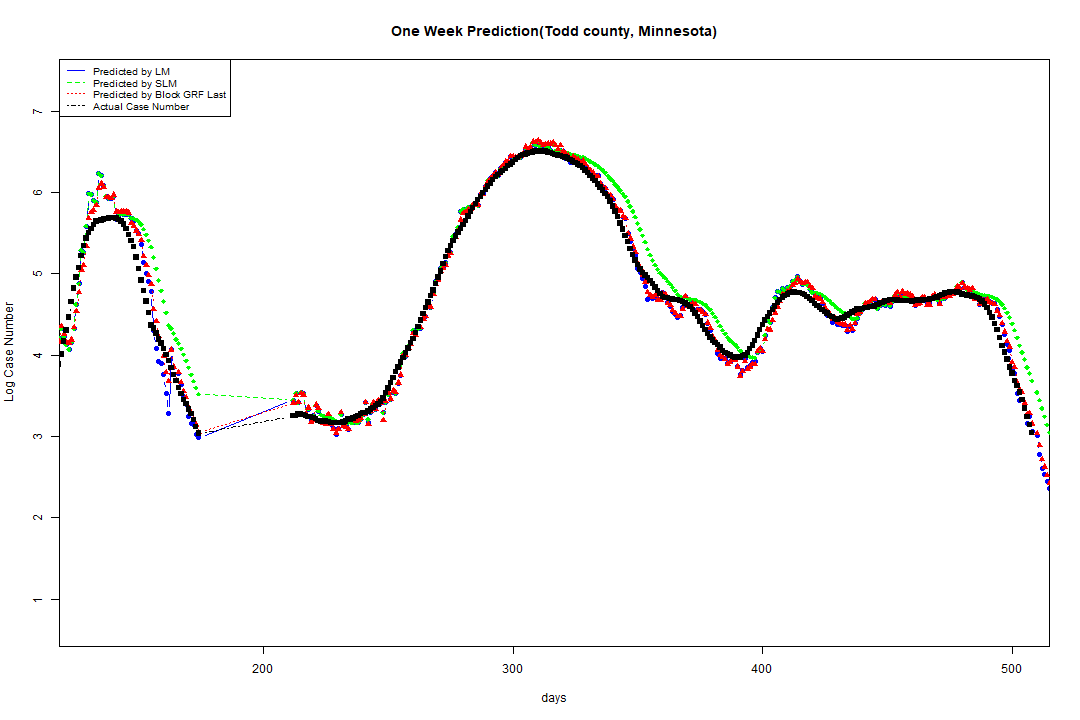 One Week Prediction(Todd county, Minnesota)
Predicted by LM
Predicted by SLM
Predicted by Block GRF Last
Actual Case Number
7
6
5
4
3
2
1
Log Case Number
200 300 400 500
days